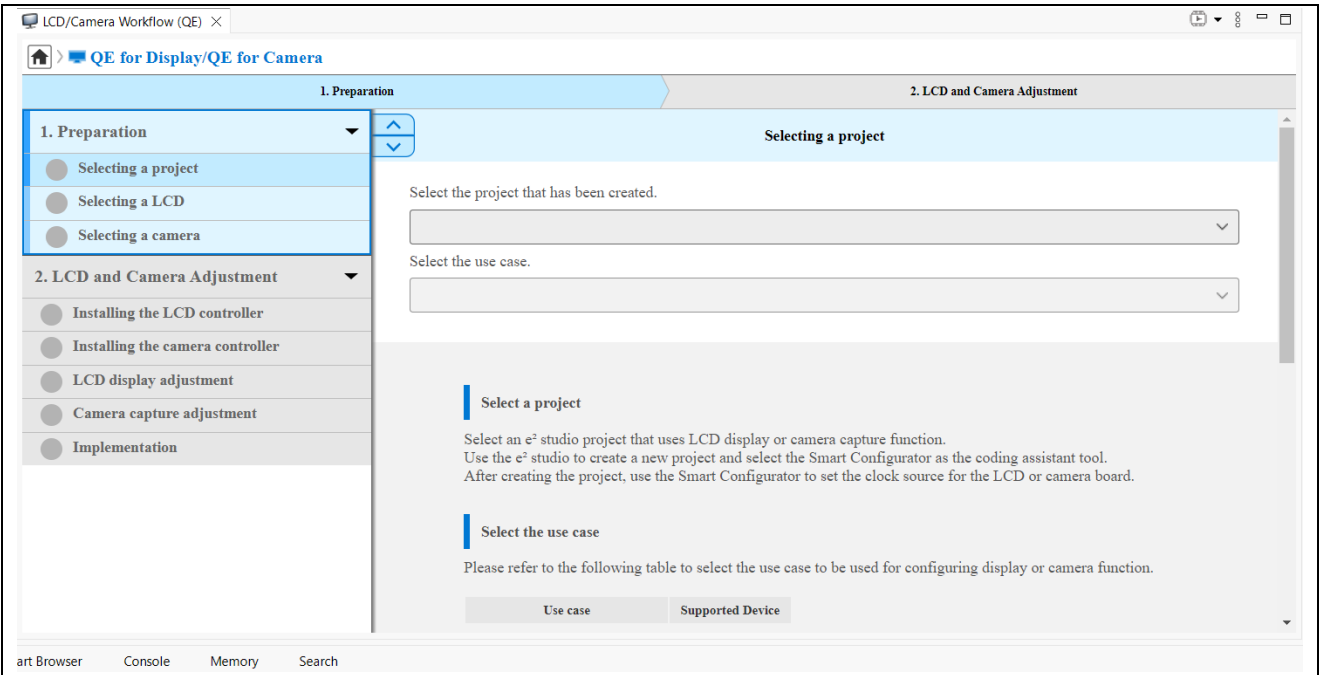 LCD/Camera Workflow (QE)
QE for Display/QE for Camera
1. Preparation
2. LCD and Camera Adjustment
1. Preparation
Selecting a project
Selecting a LCD
Selecting a camera
2. LCD and Camera Adjustment
Installing the LCD controller
Installing the camera controller
LCD display adjustment
Camera capture adjustment
Implementation
Selecting a project
Select the project that has been created.
Select the use case.
Select a project
Select an e² studio project that uses LCD display or camera capture function.
Use the e² studio to create a new project and select the Smart Configurator as the coding assistant tool.
After creating the project, use the Smart Configurator to set the clock source for the LCD or camera board.
Select the use case
Please refer to the following table to select the use case to be used for configuring display or camera function.
Use case
Supported Device
art Browser
Console
Memory
Search